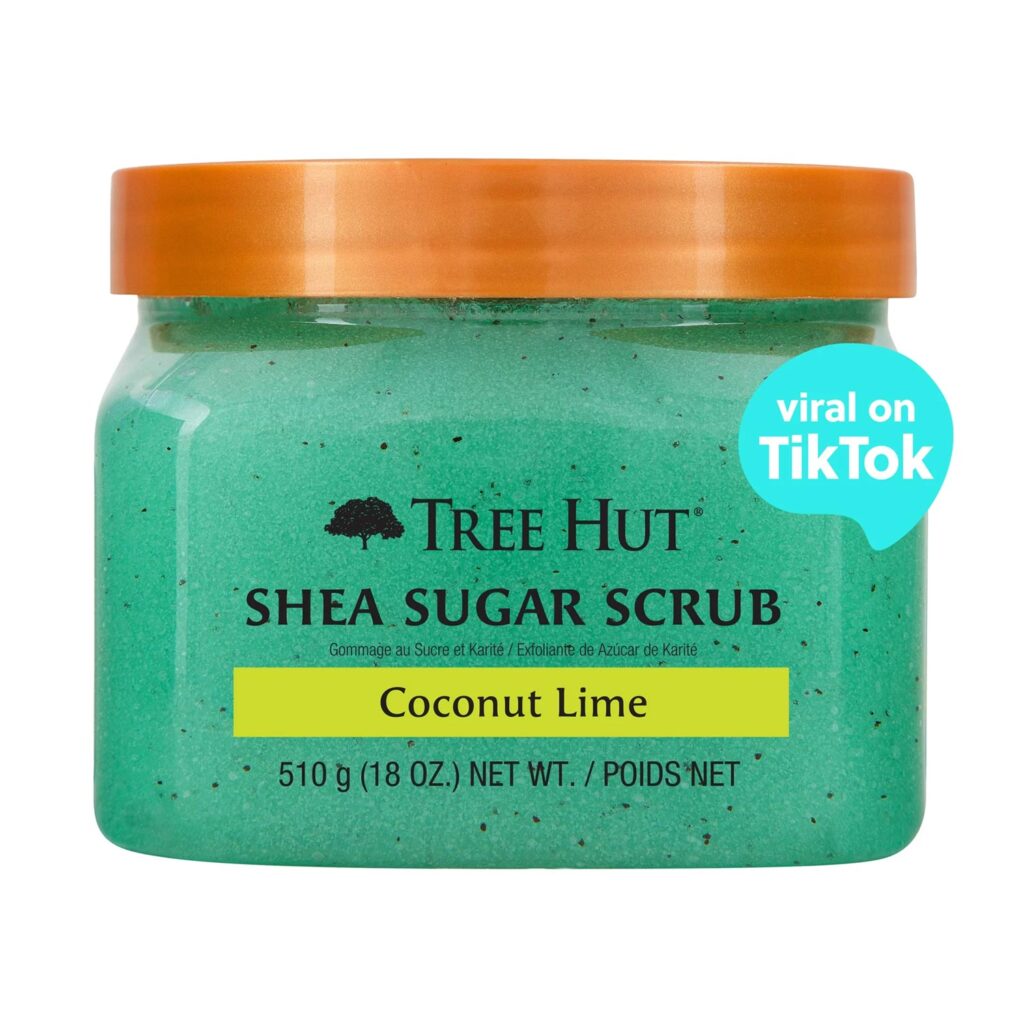 viral on
TikTok
TREE HUT®
SHEA SUGAR SCRUB
Gommage au Sucre et Karité / Exfoliante de Azúcar de Karité
Coconut Lime
510 g (18 OZ.) NET WT. / POIDS NET